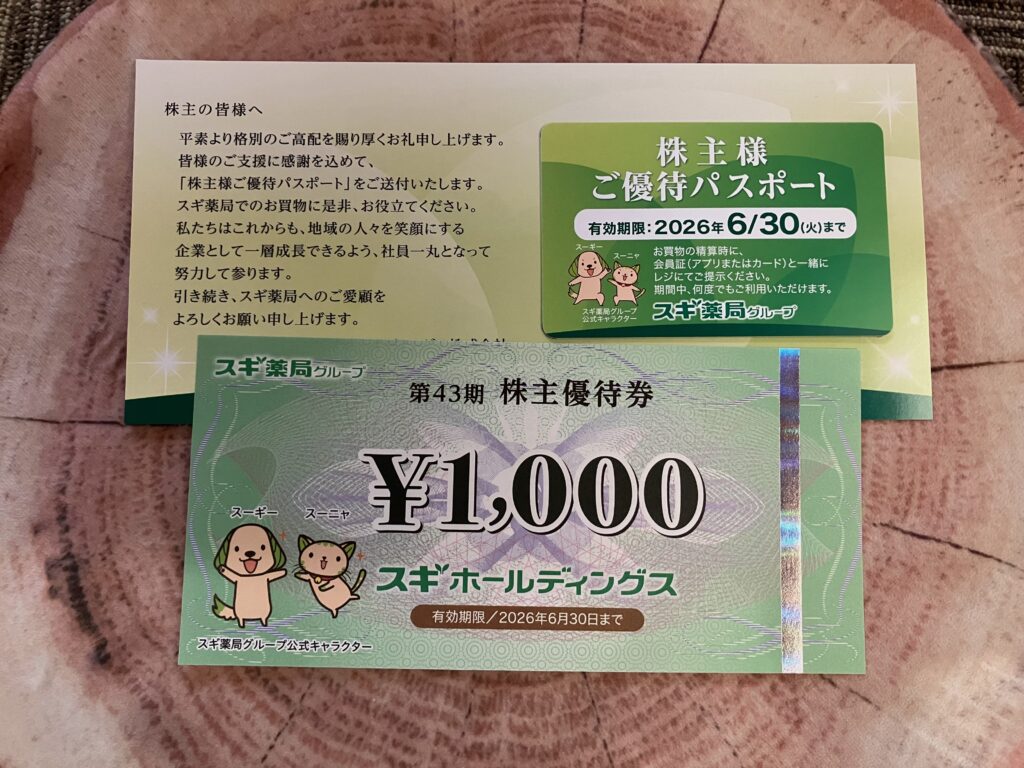 株主の皆様へ
平素より格別のご高配を賜り厚くお礼申し上げます。
皆様のご支援に感謝を込めて、
「株主様ご優待パスポート」をご送付いたします。
スギ薬局でのお買物に是非、お役立てください。
私たちはこれからも、地域の人々を笑顔にする
企業として一層成長できるよう、社員一丸となって
努力して参ります。
引き続き、スギ薬局へのご愛顧を
よろしくお願い申し上げます。
株主様
ご優待パスポート
有効期限:2026年 6/30(火)まで
お買物の精算時に、
会員証(アプリまたはカード)と一緒に
レジにてご提示ください。
期間中、何度でもご利用いただけます。
スーギー
スーニャ
スギ薬局グループ
公式キャラクター
スギ薬局グループ
スギ薬局グループ
第43期 株主優待券
¥1,000
スーギー スーニャ
スギホールディングス
有効期限/2026年6月30日まで
スギ薬局グループ公式キャラクター